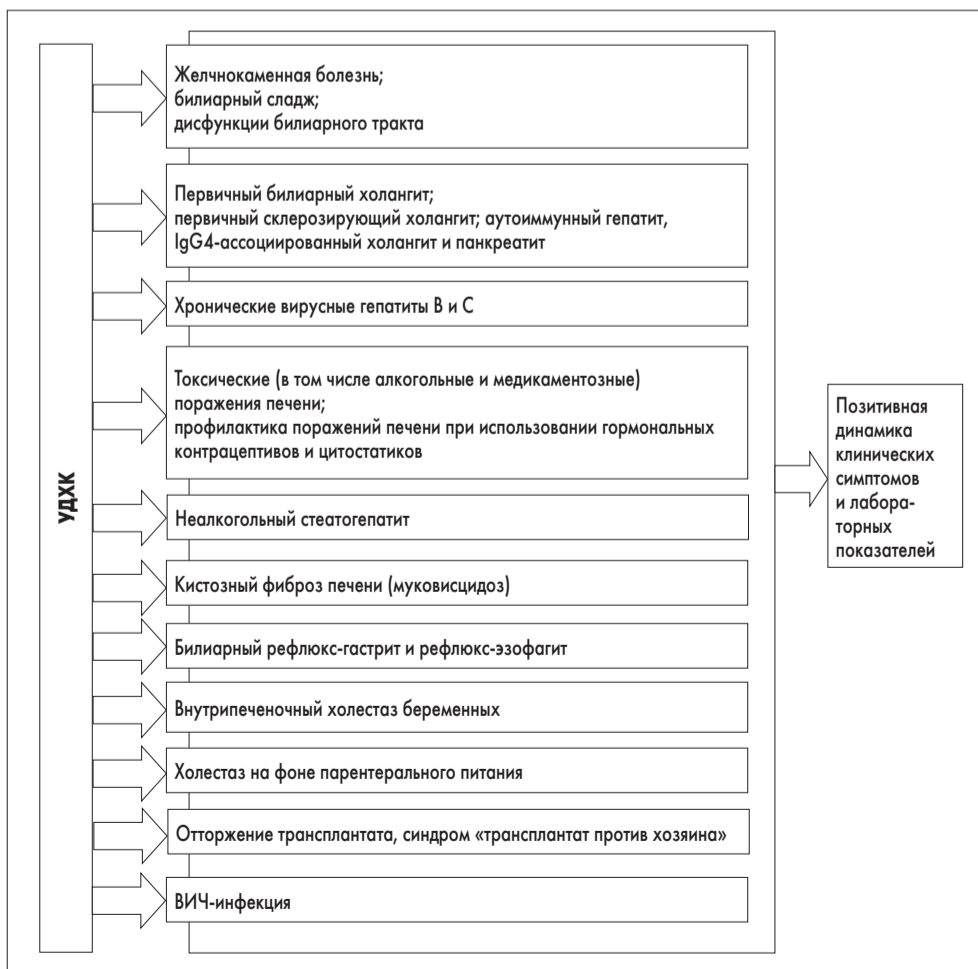 УДХК
Желчнокаменная болезнь;
билиарный сладж;
дисфункции билиарного тракта
Первичный билиарный холангит;
первичный склерозирующий холангит; аутоиммунный гепатит,
IgG4-ассоциированный холангит и панкреатит
Хронические вирусные гепатиты В и С
Токсические (в том числе алкогольные и медикаментозные)
поражения печени;
профилактика поражений печени при использовании гормональных
контрацептивов и цитостатиков
Неалкогольный стеатогепатит
Кистозный фиброз печени (муковисцидоз)
Билиарный рефлюкс-гастрит и рефлюкс-эзофагит
Внутрипеченочный холестаз беременных
Холестаз на фоне парентерального питания
Отторжение трансплантата, синдром «трансплантат против хозяина»
ВИЧ-инфекция
Позитивная
динамика
клинических
симптомов
и лабора-
торных
показателей